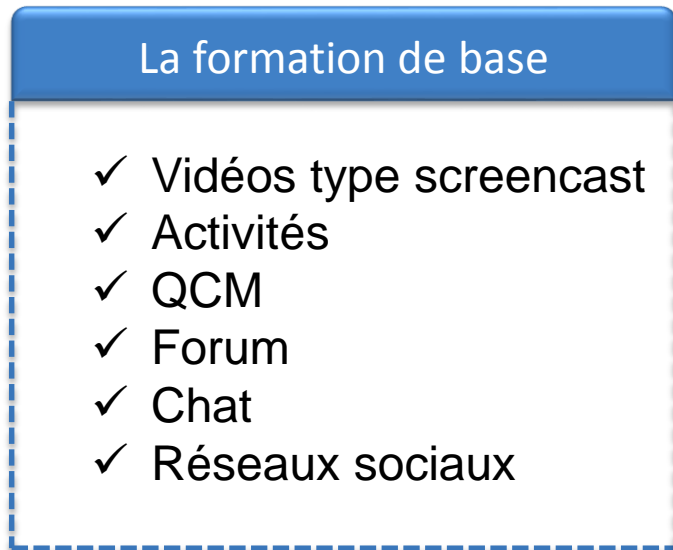 La formation de base
✓ Vidéos type screencast
✓ Activités
✓ QCM
✓ Forum
✓ Chat
✓ Réseaux sociaux